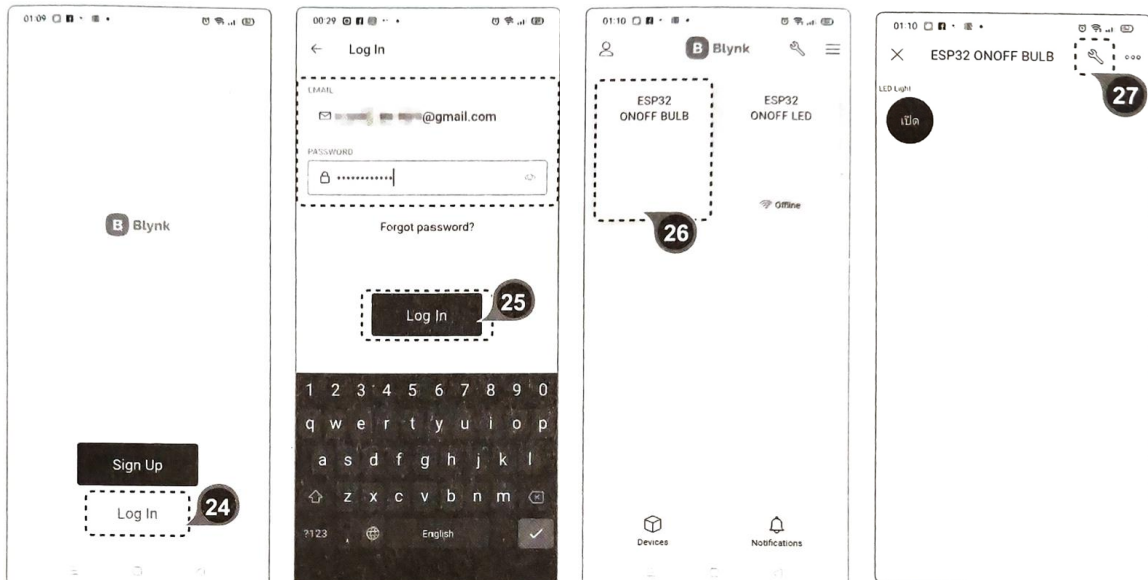 01:09
B Blynk
Sign Up
Log In
24
00:29
Log In
EMAIL
@gmail.com
PASSWORD
Forgot password?
Log In
25
1 2 3 4 5 6 7 8 9 0
q w e r t y u i o p
a s d f g h j k l
z x c v b n m
?123
English
01:10
B Blynk
ESP32
ONOFF BULB
ESP32
ONOFF LED
Offline
26
Devices
Notifications
01:10
ESP32 ONOFF BULB
27
LED Light
เปิด